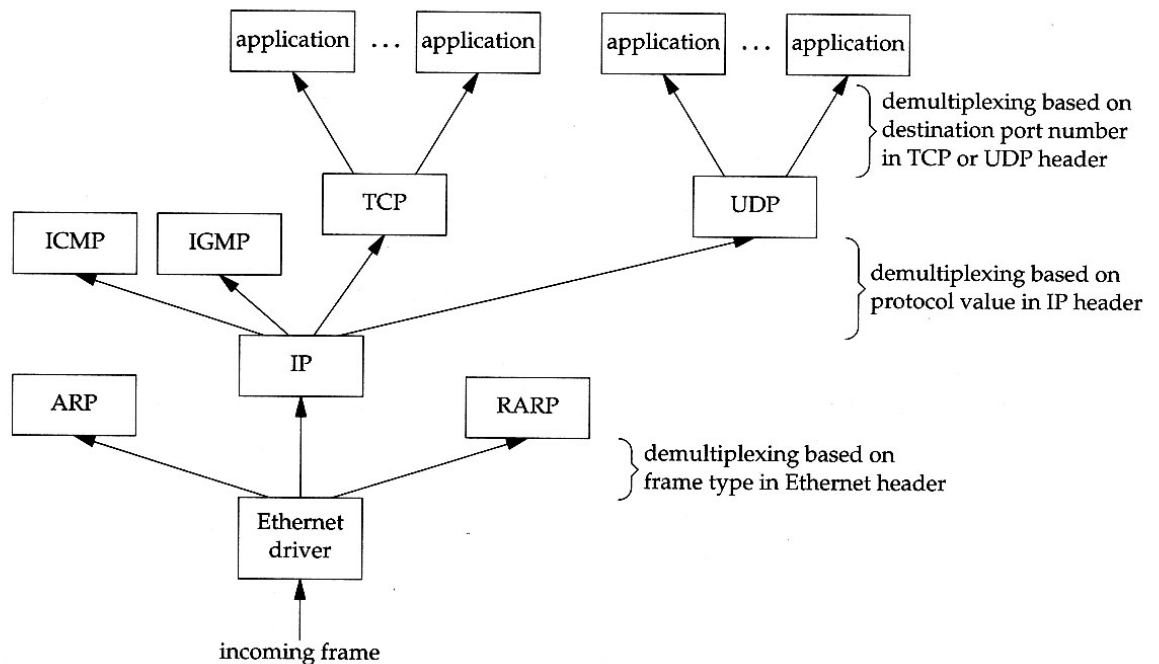 application ... application
application ... application
demultiplexing based on
destination port number
in TCP or UDP header
TCP
UDP
ICMP
IGMP
demultiplexing based on
protocol value in IP header
IP
ARP
RARP
demultiplexing based on
frame type in Ethernet header
Ethernet
driver
incoming frame